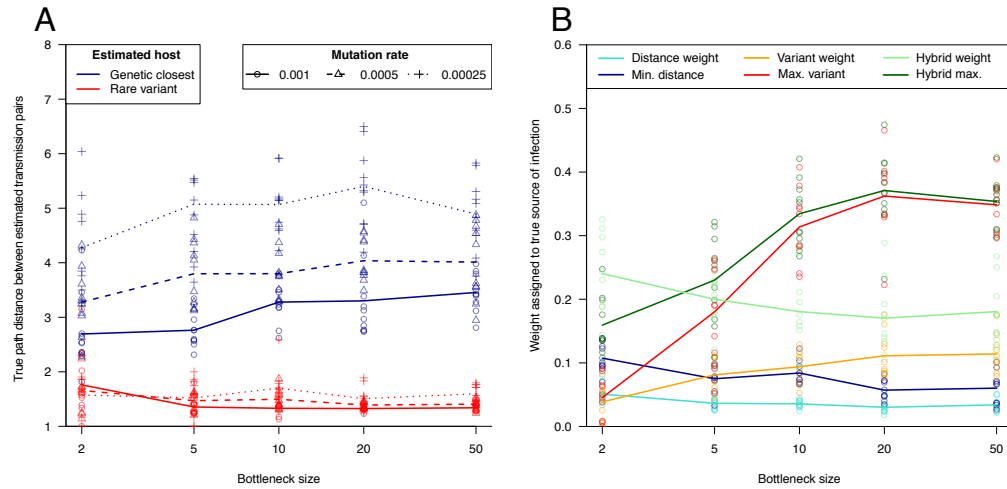 A
Estimated host
Genetic closest
Rare variant
Mutation rate
0.001 0.0005 0.00025
True path distance between estimated transmission pairs
8
7
6
5
4
3
2
1
2 5 10 20 50
Bottleneck size
B
Distance weight Variant weight Hybrid weight
Min. distance Max. variant Hybrid max.
Weight assigned to true source of infection
0.6
0.5
0.4
0.3
0.2
0.1
0.0
2 5 10 20 50
Bottleneck size